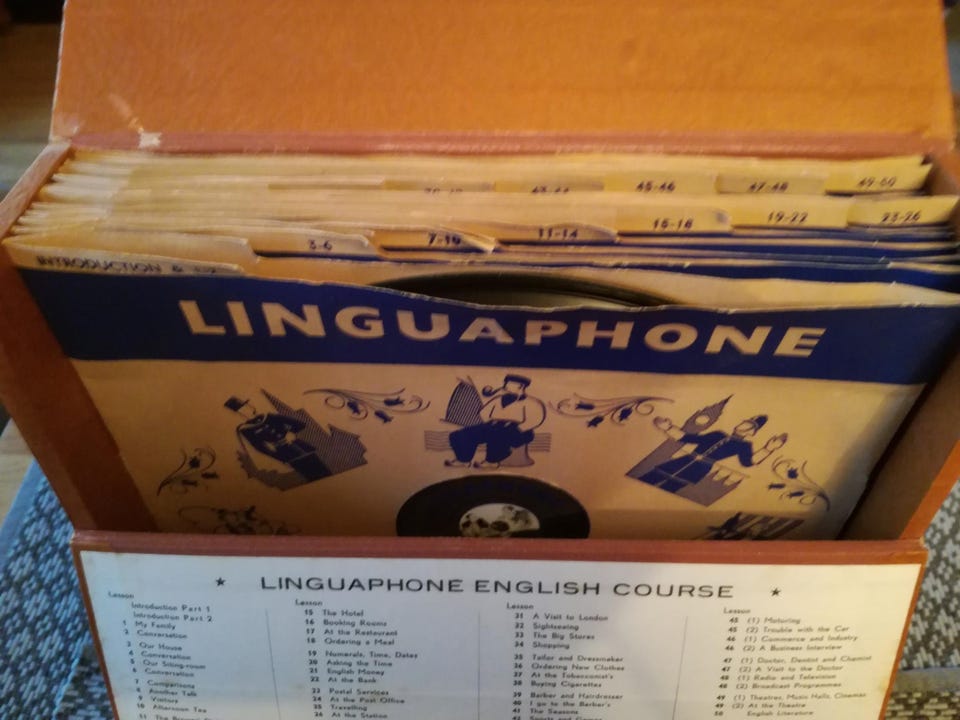 43-44
45-46
47-48
49-50
3-6
7-10
11-14
15-18
19-22
23-26
INTRODUCTION &
LINGUAPHONE
★ LINGUAPHONE ENGLISH COURSE ★
Lesson
Introduction Part 1
Introduction Part 2
1 My Family
2 Conversation
3 Our House
4 Conversation
5 Our Sitting-room
6 Conversation
7 Comparisons
8 Another Talk
9 Visitors
10 Afternoon Tea
Lesson
15 The Hotel
16 Booking Rooms
17 At the Restaurant
18 Ordering a Meal
19 Numerals, Time, Dates
20 Asking the Time
21 English Money
22 At the Bank
23 Postal Services
24 At the Post Office
25 Travelling
26 At the Station
Lesson
31 A Visit to London
32 Sightseeing
33 The Big Stores
34 Shopping
35 Tailor and Dressmaker
36 Ordering New Clothes
37 At the Tobacconist's
38 Buying Cigarettes
39 Barber and Hairdresser
40 I go to the Barber's
41 The Seasons
42 Sports and Games
Lesson
45 (1) Motoring
45 (2) Trouble with the Car
46 (1) Commerce and Industry
46 (2) A Business Interview
47 (1) Doctor, Dentist and Chemist
47 (2) A Visit to the Doctor
48 (1) Radio and Television
48 (2) Broadcast Programmes
49 (1) Theatres, Music Halls, Cinemas
49 (2) At the Theatre
50 English Literature